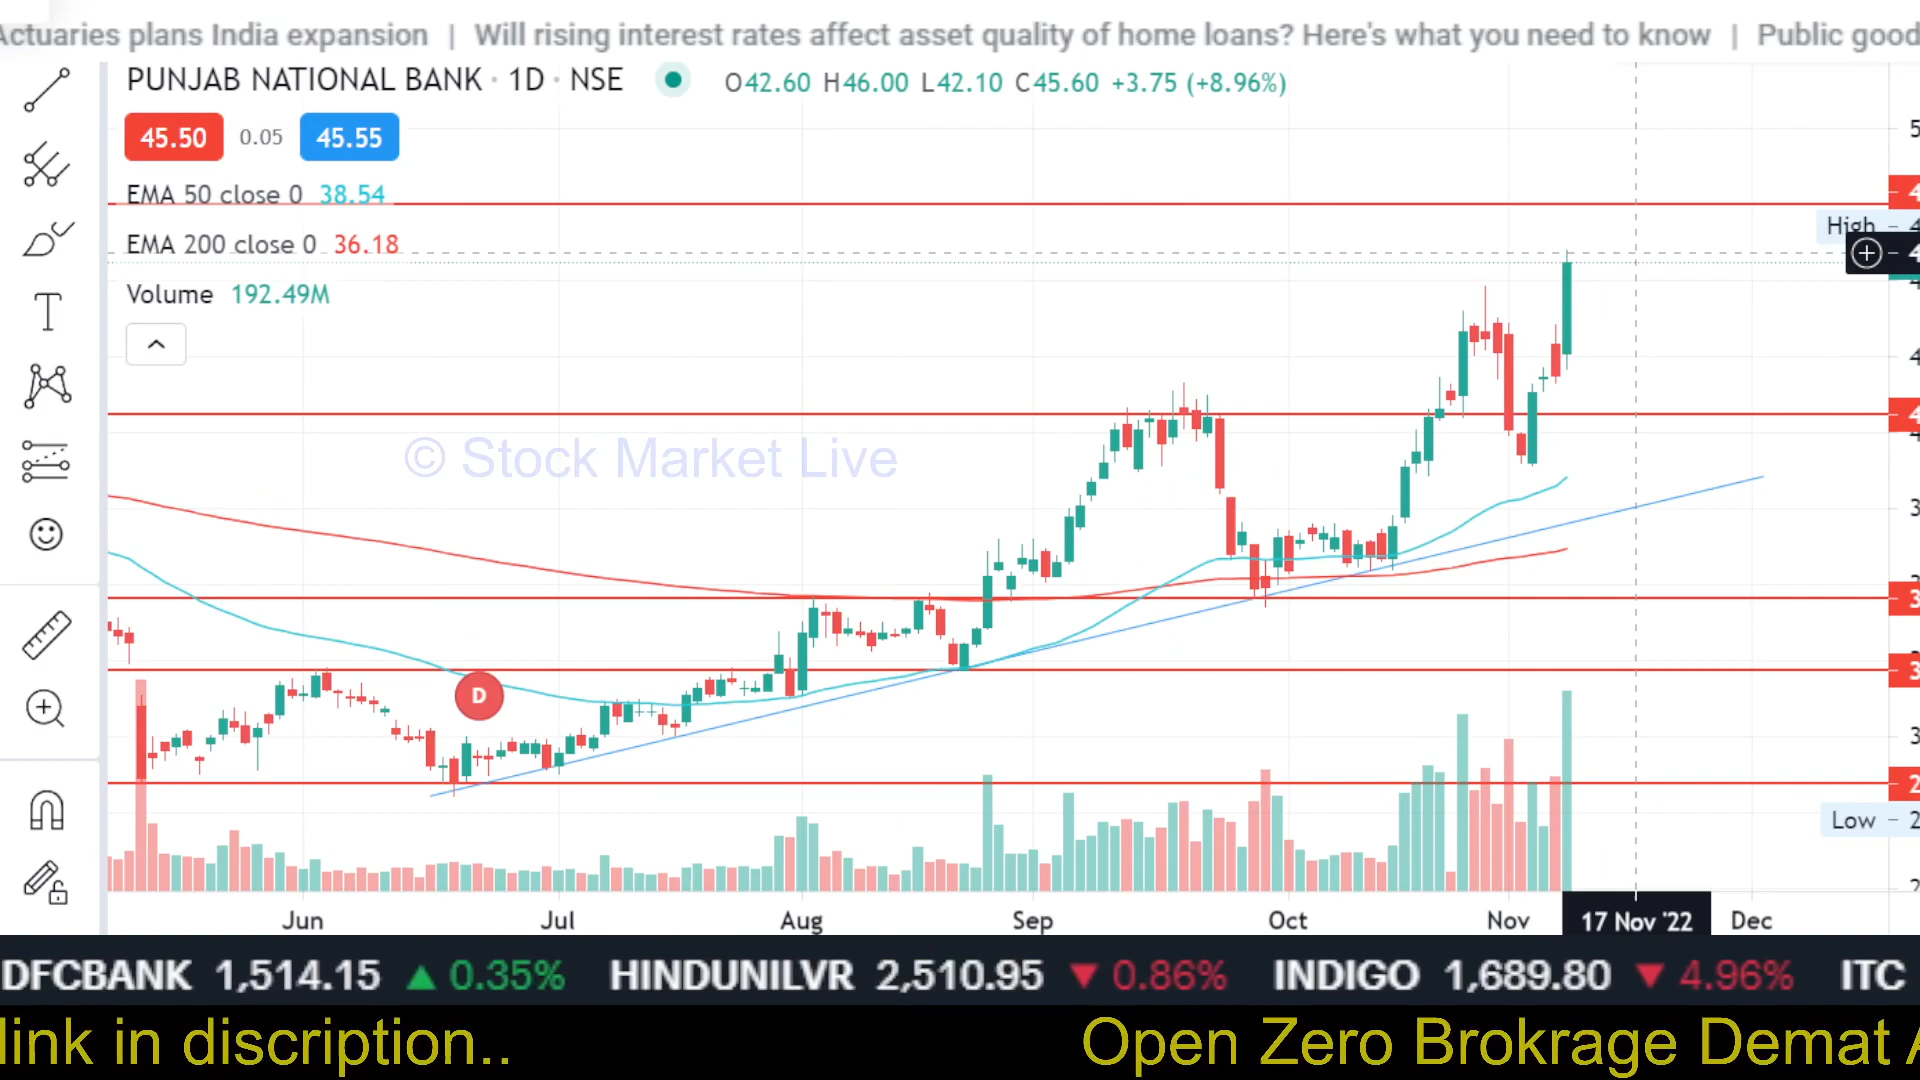 Actuaries plans India expansion | Will rising interest rates affect asset quality of home loans? Here's what you need to know | Public good
PUNJAB NATIONAL BANK · 1D · NSE O42.60 H46.00 L42.10 C45.60 +3.75 (+8.96%)
45.50 0.05 45.55
EMA 50 close 0 38.54
EMA 200 close 0 36.18
High
Volume 192.49M
© Stock Market Live
D
Low
Jun Jul Aug Sep Oct Nov 17 Nov '22 Dec
DFCBANK 1,514.15 ▲ 0.35% HINDUNILVR 2,510.95 ▼ 0.86% INDIGO 1,689.80 ▼ 4.96% ITC
link in discription.. Open Zero Brokrage Demat